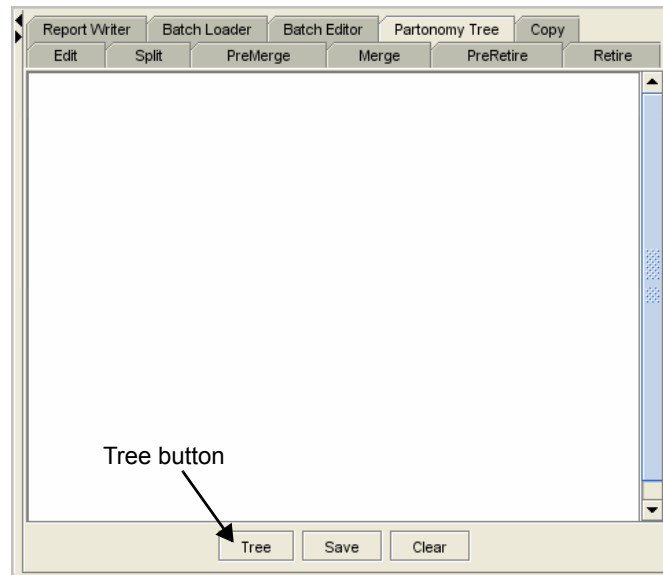 Report Writer Batch Loader Batch Editor Partonomy Tree Copy
Edit Split PreMerge Merge PreRetire Retire
Tree button
Tree Save Clear